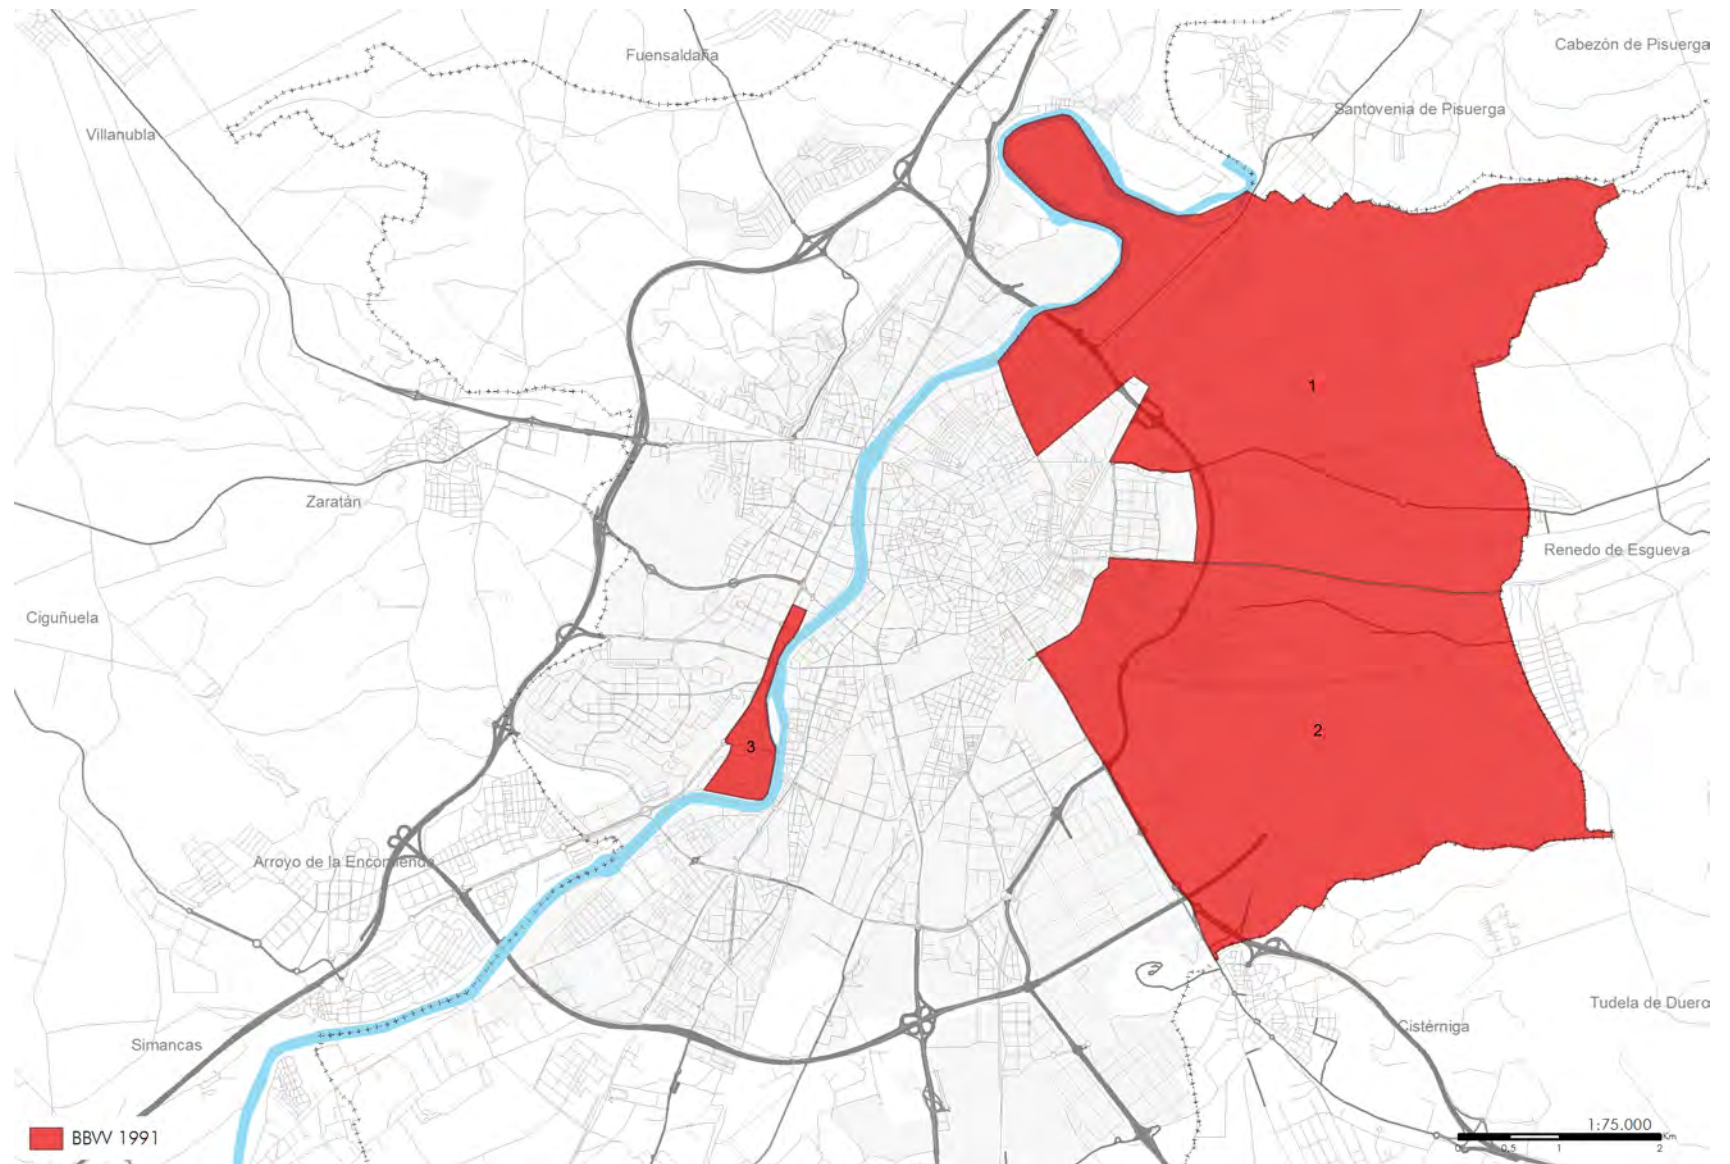 Fuensaldaña
Cabezón de Pisuerga
Santovenia de Pisuerga
Villanubla
1
Zaratán
Renedo de Esgueva
Ciguñuela
2
3
Arroyo de la Encomienda
Tudela de Duero
Cistérniga
Simancas
1:75.000
BBVV 1991
Km
0 0,5 1 2